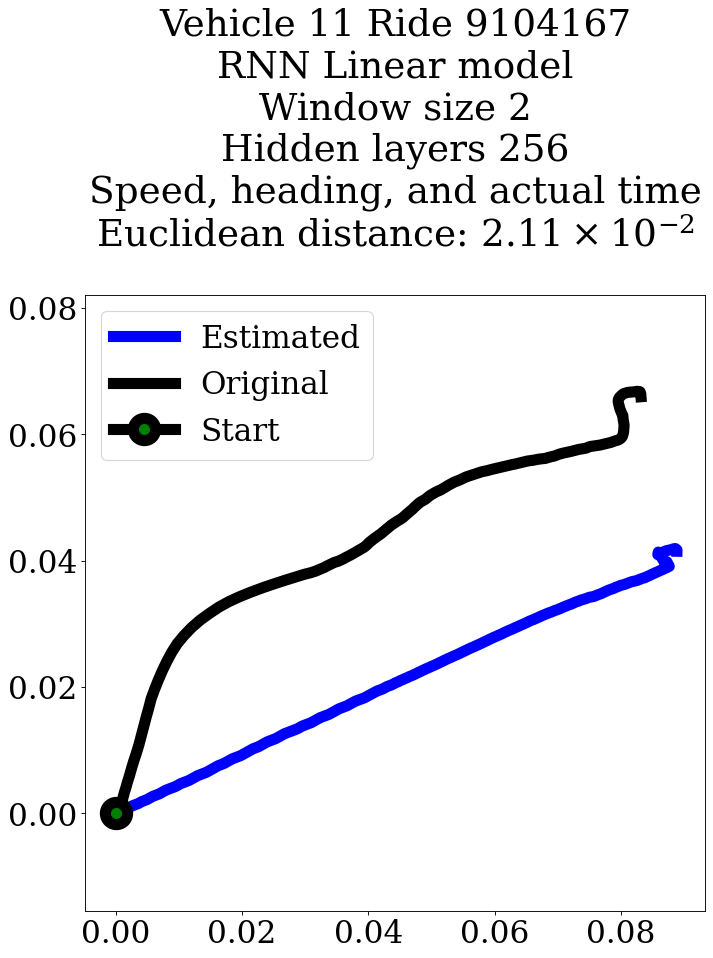 Vehicle 11 Ride 9104167
RNN Linear model
Window size 2
Hidden layers 256
Speed, heading, and actual time
Euclidean distance: 2.11 × 10⁻²
0.08
0.06
0.04
0.02
0.00
Estimated
Original
Start
0.00 0.02 0.04 0.06 0.08